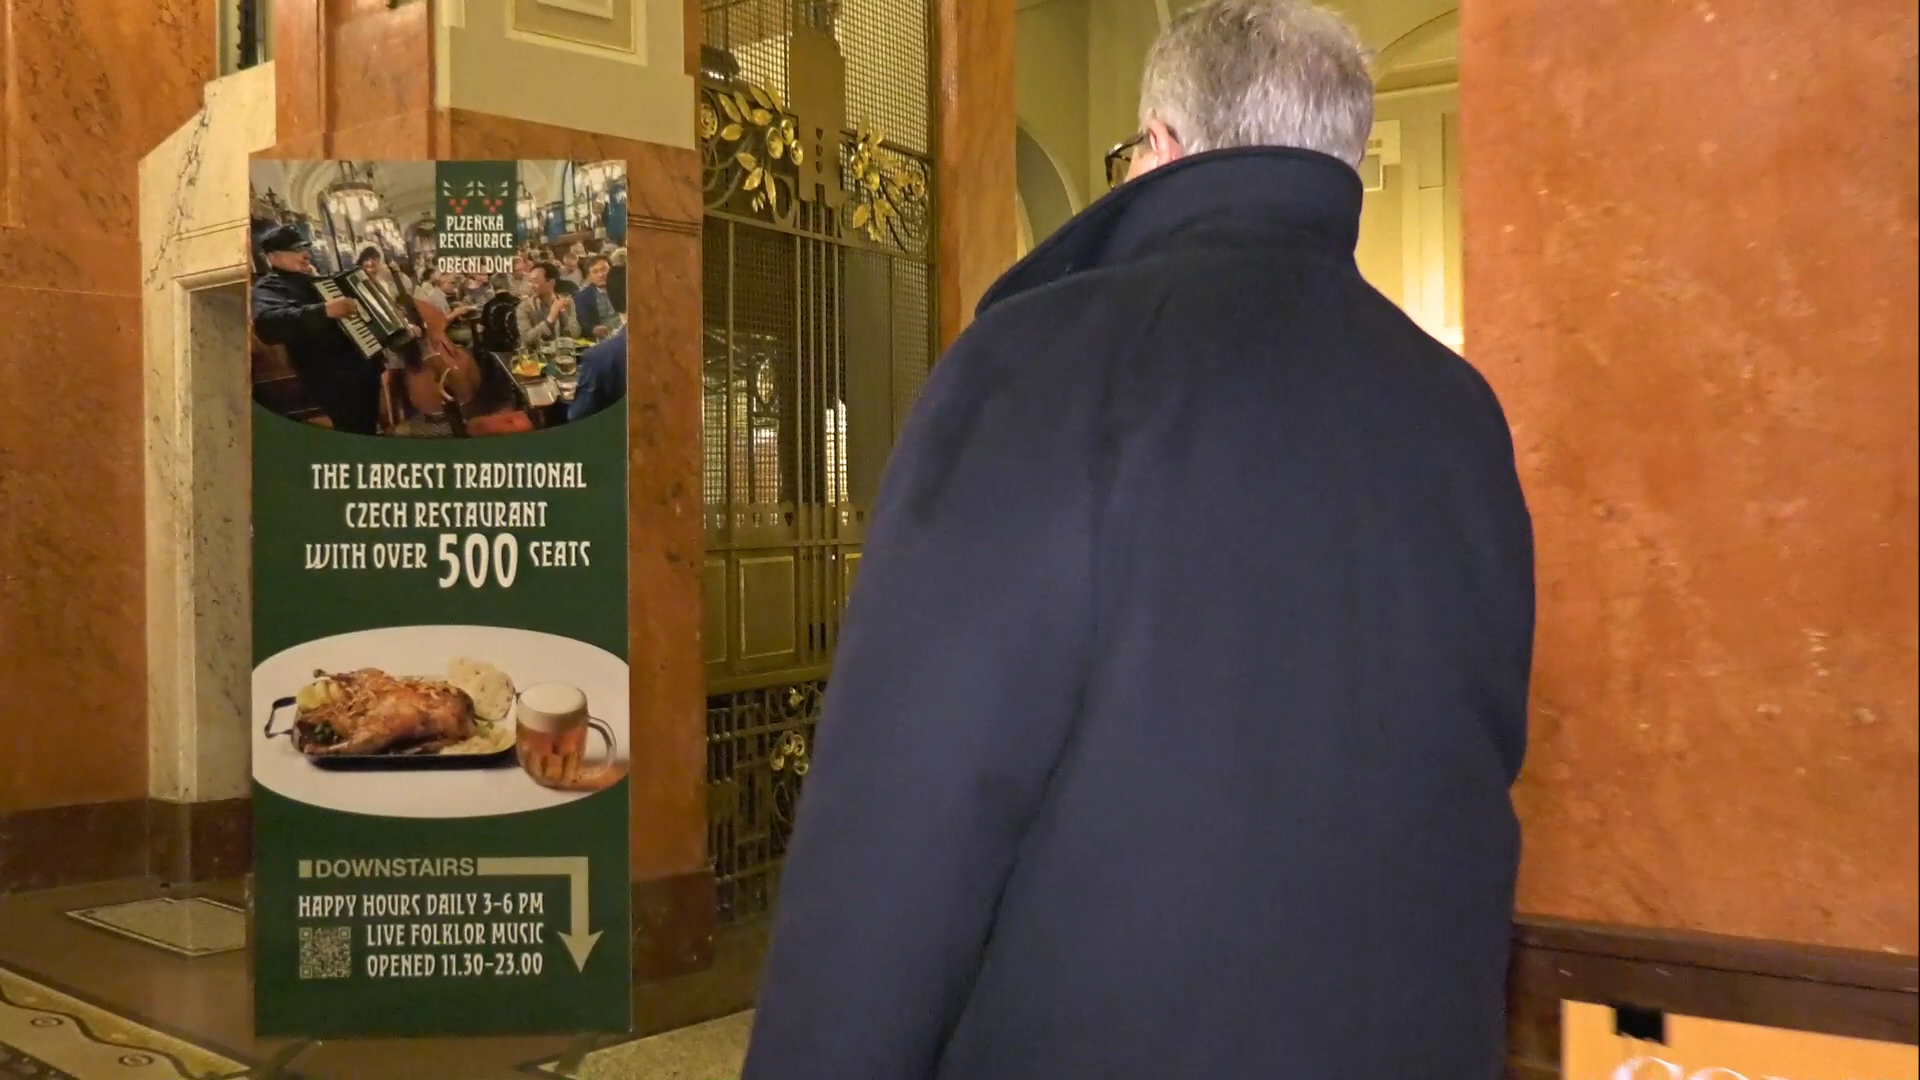 PLZEŇSKÁ
RESTAURACE
OBECNÍ DŮM
THE LARGEST TRADITIONAL
CZECH RESTAURANT
WITH OVER 500 SEATS
DOWNSTAIRS
HAPPY HOURS DAILY 3-6 PM
LIVE FOLKLOR MUSIC
OPENED 11.30-23.00